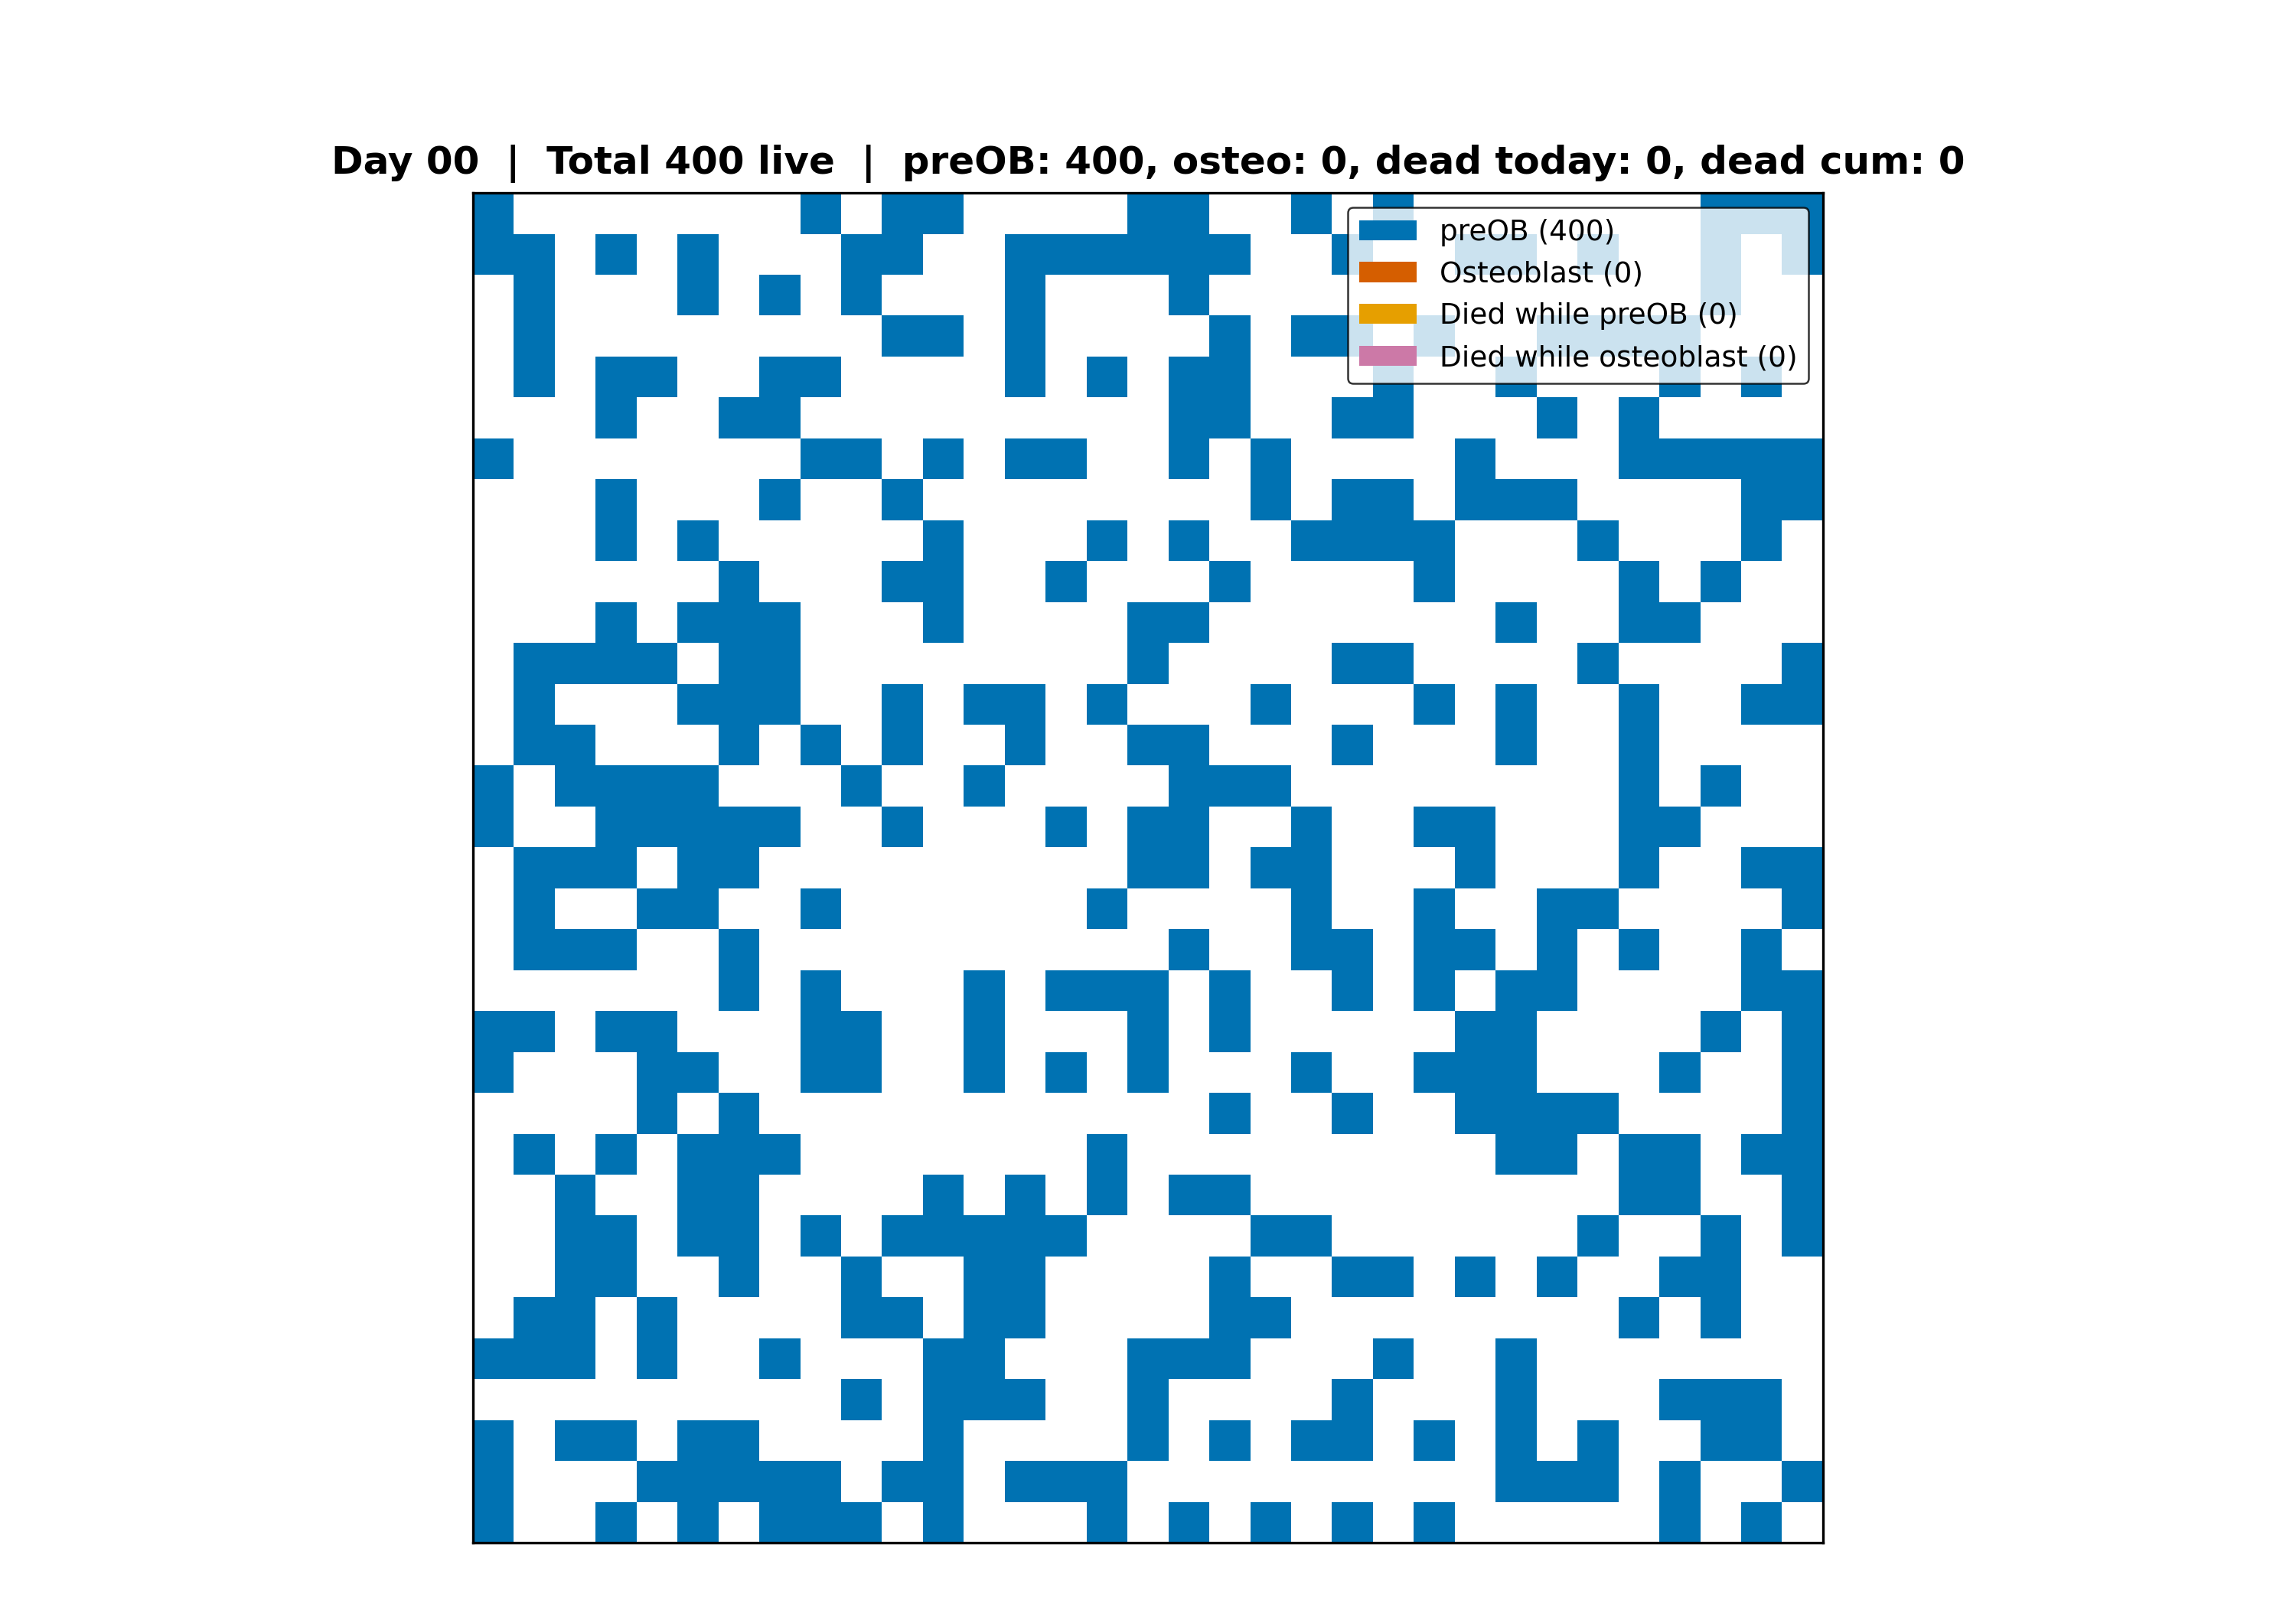 Day 00 | Total 400 live | preOB: 400, osteo: 0, dead today: 0, dead cum: 0
preOB (400)
Osteoblast (0)
Died while preOB (0)
Died while osteoblast (0)